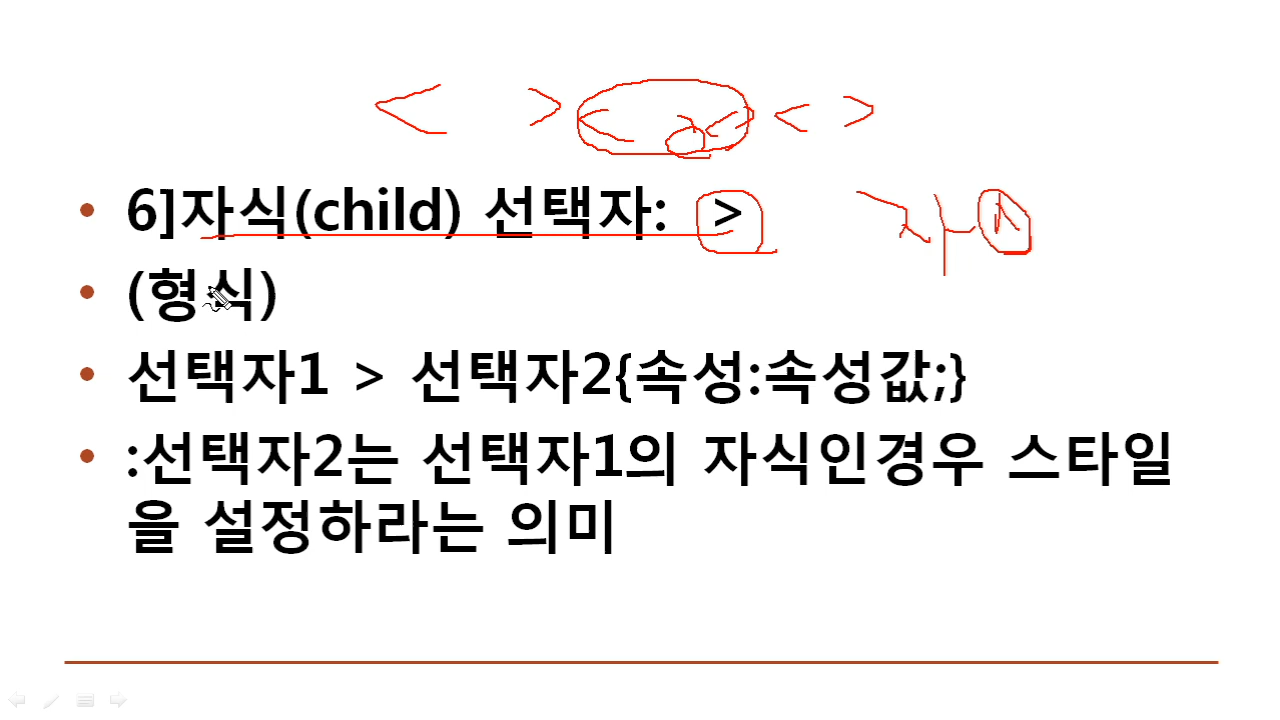 6]자식(child) 선택자: >
(형식)
선택자1 > 선택자2{속성:속성값;}
:선택자2는 선택자1의 자식인경우 스타일
을 설정하라는 의미